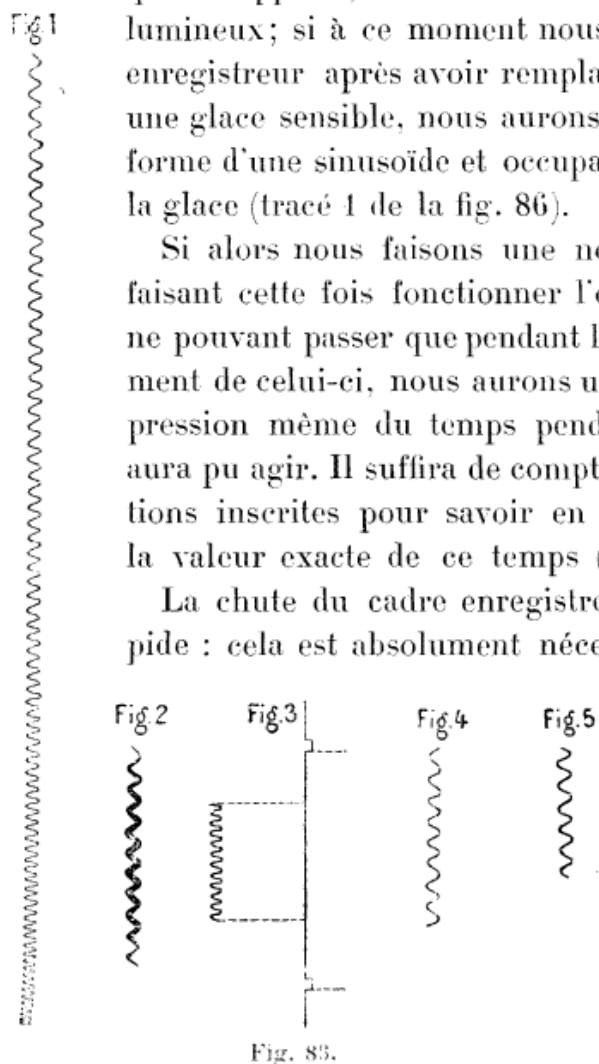 Fig 1
lumineux; si à ce moment nous
enregistreur après avoir rempla
une glace sensible, nous aurons
forme d'une sinusoïde et occupa
la glace (tracé 1 de la fig. 86).
Si alors nous faisons une no
faisant cette fois fonctionner l'o
ne pouvant passer que pendant l
ment de celui-ci, nous aurons u
pression même du temps pend
aura pu agir. Il suffira de compt
tions inscrites pour savoir en
la valeur exacte de ce temps (
La chute du cadre enregistre
pide : cela est absolument néce
Fig.2 Fig.3 Fig.4 Fig.5
Fig. 86.